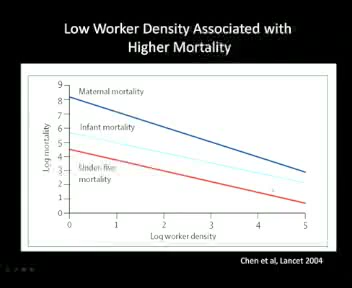 Low Worker Density Associated with
Higher Mortality
9
8
7
6
5
4
3
2
1
0
Log mortality
Maternal mortality
Infant mortality
Under-five
mortality
0 1 2 3 4 5
Log worker density
Chen et al, Lancet 2004